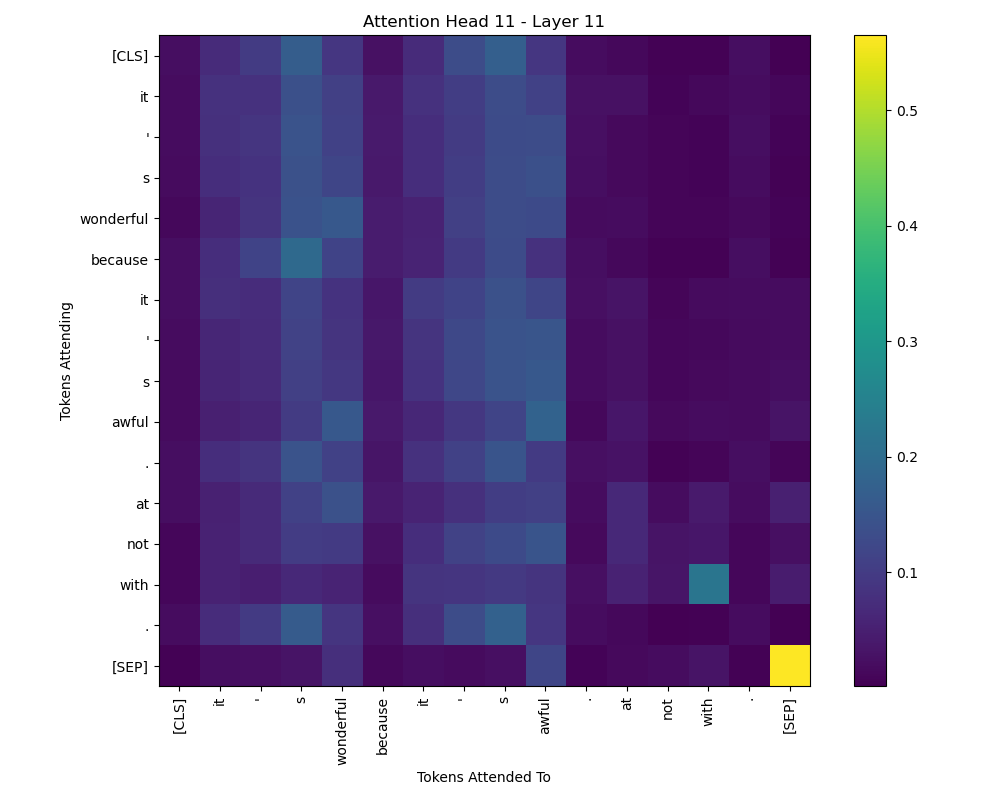 Attention Head 11 - Layer 11
[CLS]
it
'
s
wonderful
because
it
'
s
awful
.
at
not
with
.
[SEP]
Tokens Attending
[CLS]
it
'
s
wonderful
because
it
'
s
awful
.
at
not
with
.
[SEP]
Tokens Attended To
0.5
0.4
0.3
0.2
0.1